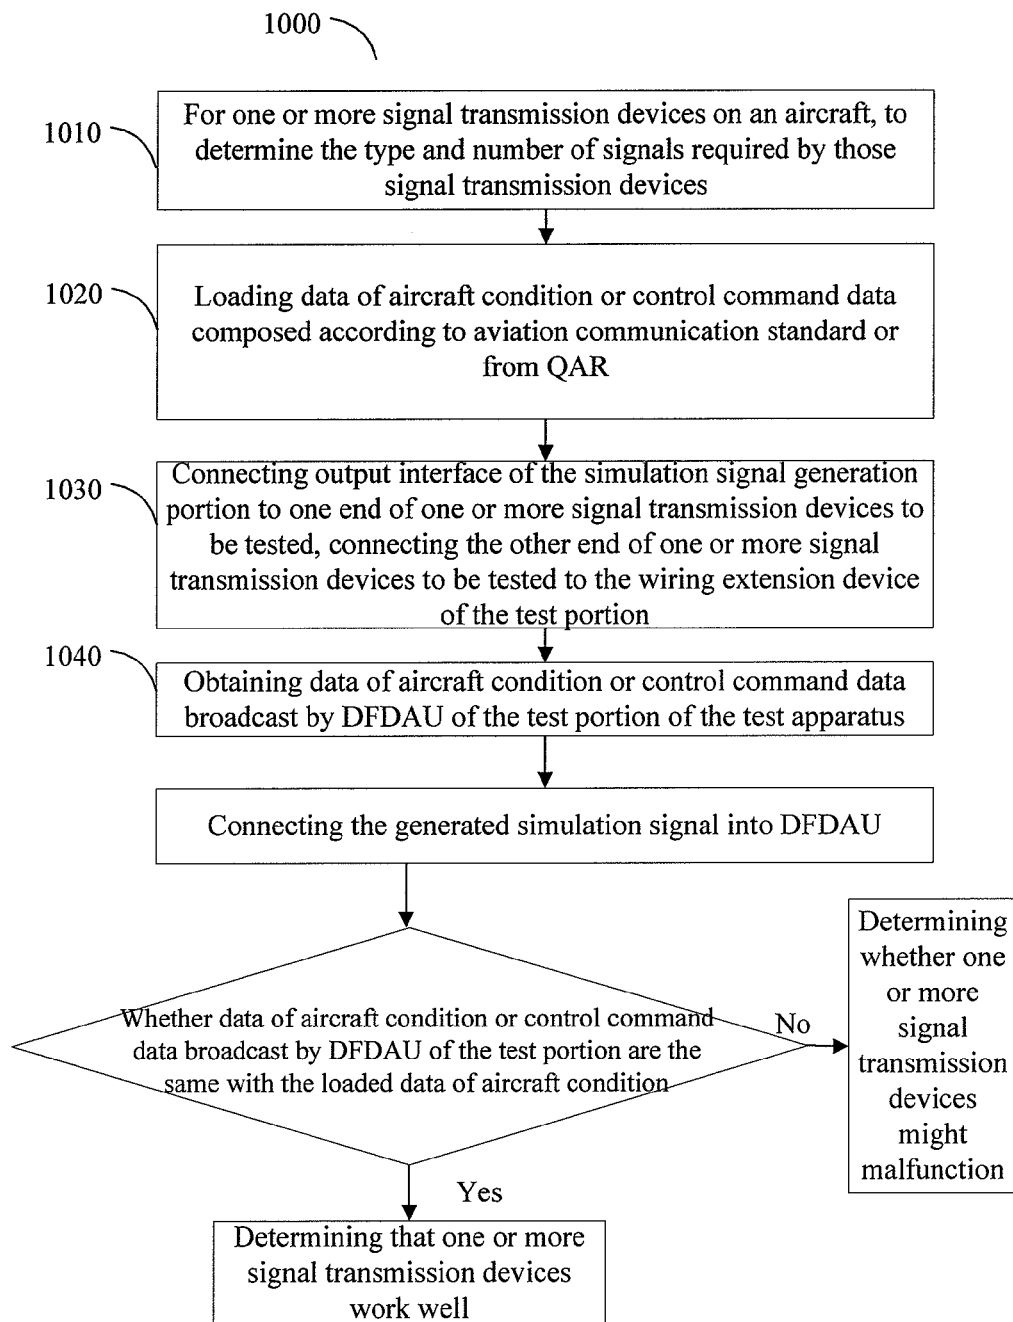 1000
1010
For one or more signal transmission devices on an aircraft, to
determine the type and number of signals required by those
signal transmission devices
1020
Loading data of aircraft condition or control command data
composed according to aviation communication standard or
from QAR
1030
Connecting output interface of the simulation signal generation
portion to one end of one or more signal transmission devices to
be tested, connecting the other end of one or more signal
transmission devices to be tested to the wiring extension device
of the test portion
1040
Obtaining data of aircraft condition or control command data
broadcast by DFDAU of the test portion of the test apparatus
Connecting the generated simulation signal into DFDAU
Whether data of aircraft condition or control command
data broadcast by DFDAU of the test portion are the
same with the loaded data of aircraft condition
No
Determining
whether one
or more
signal
transmission
devices
might
malfunction
Yes
Determining that one or more
signal transmission devices
work well